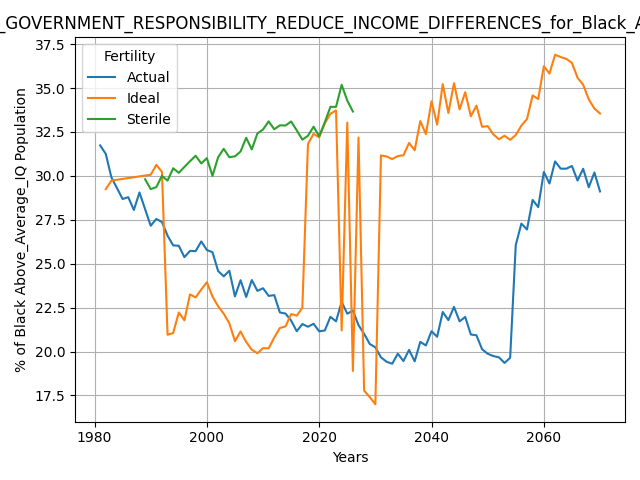 _GOVERNMENT_RESPONSIBILITY_REDUCE_INCOME_DIFFERENCES_for_Black_A
Fertility
Actual
Ideal
Sterile
% of Black Above_Average_IQ Population
37.5
35.0
32.5
30.0
27.5
25.0
22.5
20.0
17.5
1980
2000
2020
2040
2060
Years